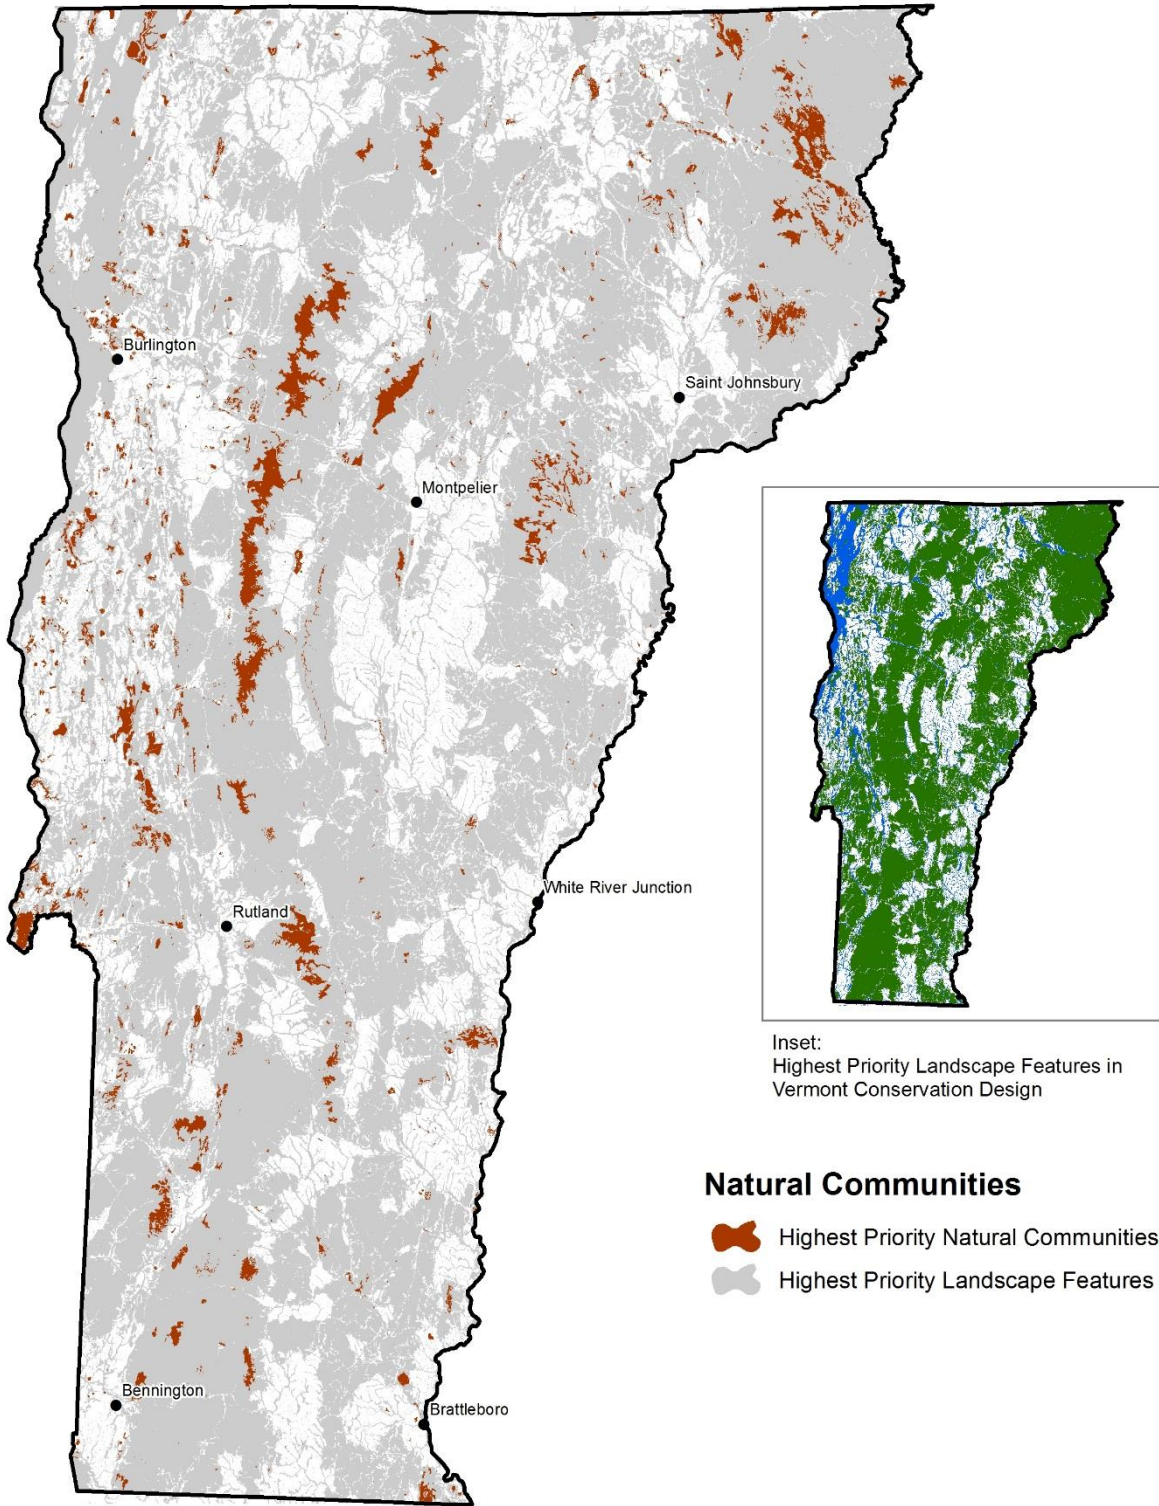 Burlington
Saint Johnsbury
Montpelier
White River Junction
Rutland
Inset:
Highest Priority Landscape Features in
Vermont Conservation Design
Natural Communities
Highest Priority Natural Communities
Highest Priority Landscape Features
Bennington
Brattleboro